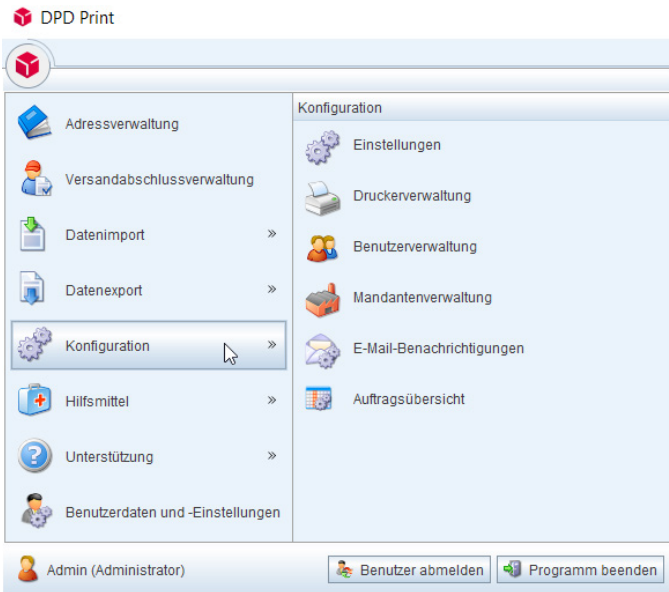 DPD Print
Adressverwaltung
Versandabschlussverwaltung
Datenimport »
Datenexport »
Konfiguration »
Hilfsmittel »
Unterstützung »
Benutzerdaten und -Einstellungen
Konfiguration
Einstellungen
Druckerverwaltung
Benutzerverwaltung
Mandantenverwaltung
E-Mail-Benachrichtigungen
Auftragsübersicht
Admin (Administrator)
Benutzer abmelden
Programm beenden